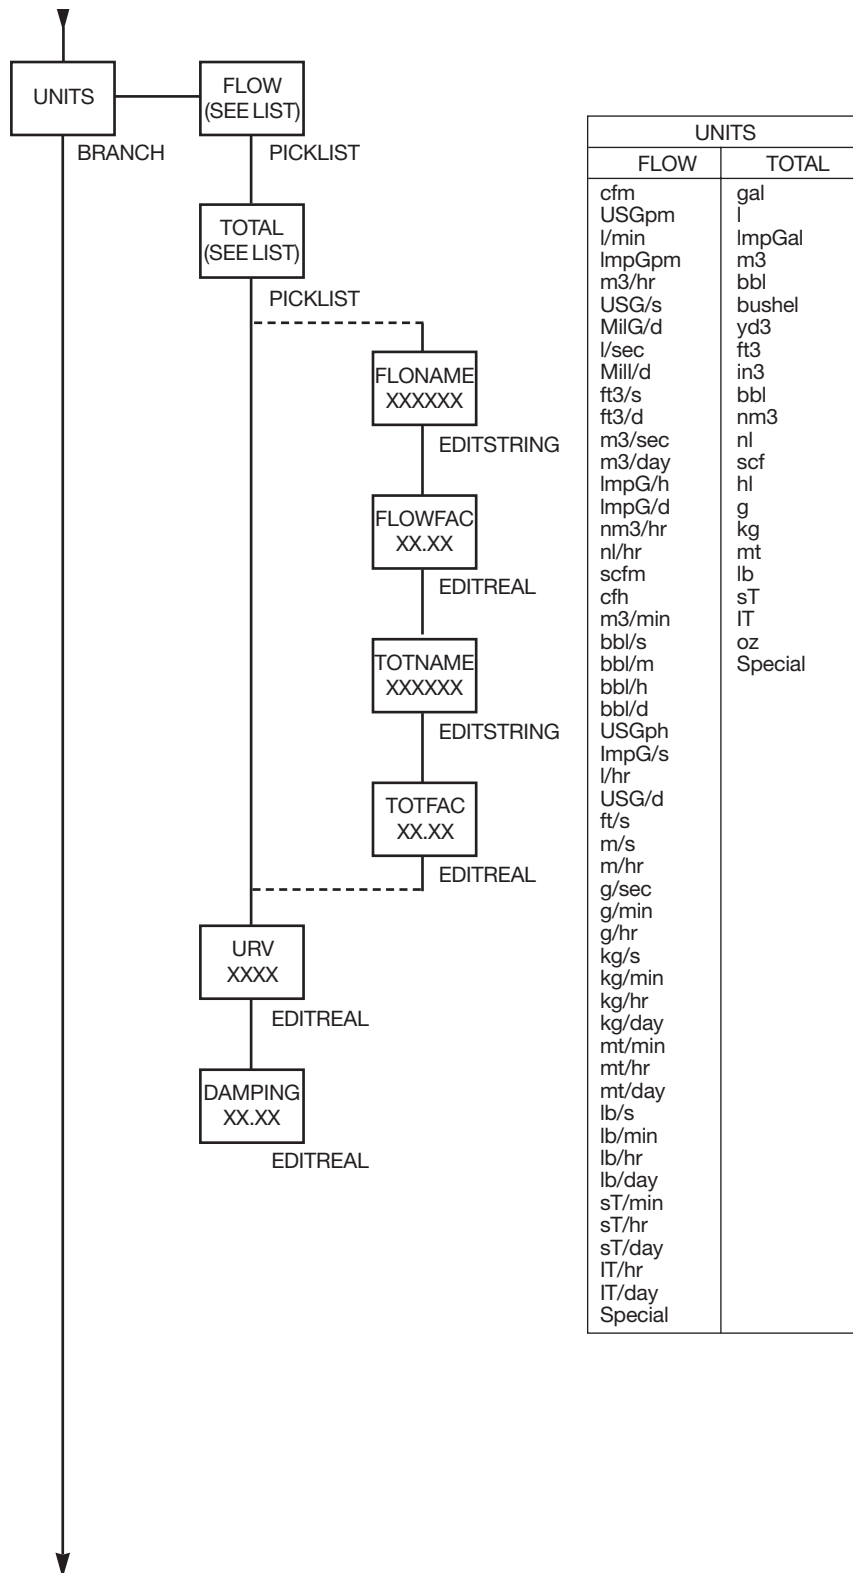 UNITS
FLOW
(SEE LIST)
BRANCH
PICKLIST
TOTAL
(SEE LIST)
PICKLIST
FLONAME
XXXXXX
EDITSTRING
FLOWFAC
XX.XX
EDITREAL
TOTNAME
XXXXXX
EDITSTRING
TOTFAC
XX.XX
EDITREAL
URV
XXXX
EDITREAL
DAMPING
XX.XX
EDITREAL
UNITS
FLOW TOTAL
cfm gal
USGpm l
l/min ImpGal
ImpGpm m3
m3/hr bbl
USG/s bushel
MilG/d yd3
l/sec ft3
Mill/d in3
ft3/s bbl
ft3/d nm3
m3/sec nl
m3/day scf
ImpG/h hl
ImpG/d g
nm3/hr kg
nl/hr mt
scfm lb
cfh sT
m3/min lT
bbl/s oz
bbl/m Special
bbl/h
bbl/d
USGph
ImpG/s
l/hr
USG/d
ft/s
m/s
m/hr
g/sec
g/min
g/hr
kg/s
kg/min
kg/hr
kg/day
mt/min
mt/hr
mt/day
lb/s
lb/min
lb/hr
lb/day
sT/min
sT/hr
sT/day
lT/hr
lT/day
Special